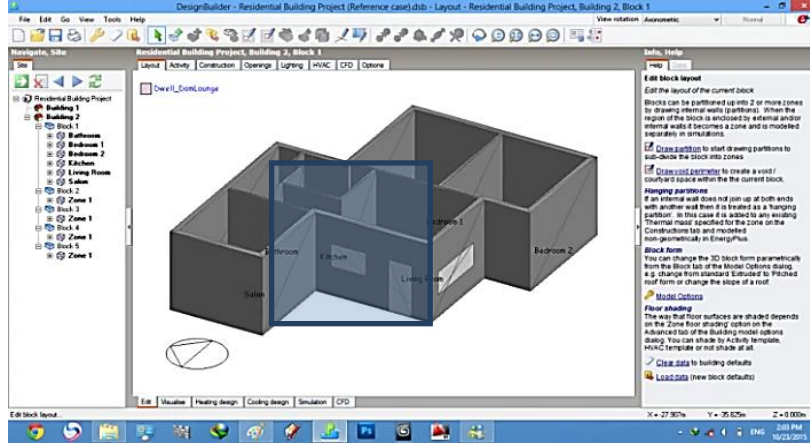 DesignBuilder - Residential Building Project (Reference case).dsb - Layout - Residential Building Project, Building 2, Block 1
File Edit Go View Tools Help
View rotation Axonometric Normal
Navigate, Site
Site
Residential Building Project
Building 1
Building 2
Block 1
Bathroom
Bedroom 1
Bedroom 2
Kitchen
Living Room
Salon
Block 2
Zone 1
Block 3
Zone 1
Block 4
Zone 1
Block 5
Zone 1
Residential Building Project, Building 2, Block 1
Layout Activity Construction Openings Lighting HVAC CFD Options
Dwell_DomLounge
Bedroom 1
Bathroom
Kitchen
Bedroom 2
Living Room
Salon
Edit Visualise Heating design Cooling design Simulation CFD
Info, Help
Help Data
Edit block layout
Edit the layout of the current block
Blocks can be partitioned up into 2 or more zones
by drawing internal walls (partitions). When the
region of the block is enclosed by external and/or
internal walls it becomes a zone and is modelled
separately in simulations.
Draw partition to start drawing partitions to
sub-divide the block into zones
Draw void perimeter to create a void /
courtyard space within the the current block.
Hanging partitions
If an internal wall does not join up at both ends
with another wall then it is treated as a 'hanging
partition'. In this case it is added to any existing
'Thermal mass' specified for the zone on the
Constructions tab and modelled
non-geometrically in EnergyPlus.
Block form
You can change the 3D block form parametrically
from the Block tab of the Model Options dialog,
e.g. change from standard 'Extruded' to 'Pitched
roof' form or change the slope of a roof.
Model Options
Floor shading
The way that floor surfaces are shaded depends
on the 'Zone floor shading' option on the
Advanced tab of the Building model options
dialog. You can shade by Activity template,
HVAC template or not shade at all.
Clear data to building defaults
Load data (new block defaults)
Edit block layout...
X = -27.907m Y = -35.825m Z = 0.000m
ENG 2:03 PM
10/23/2015